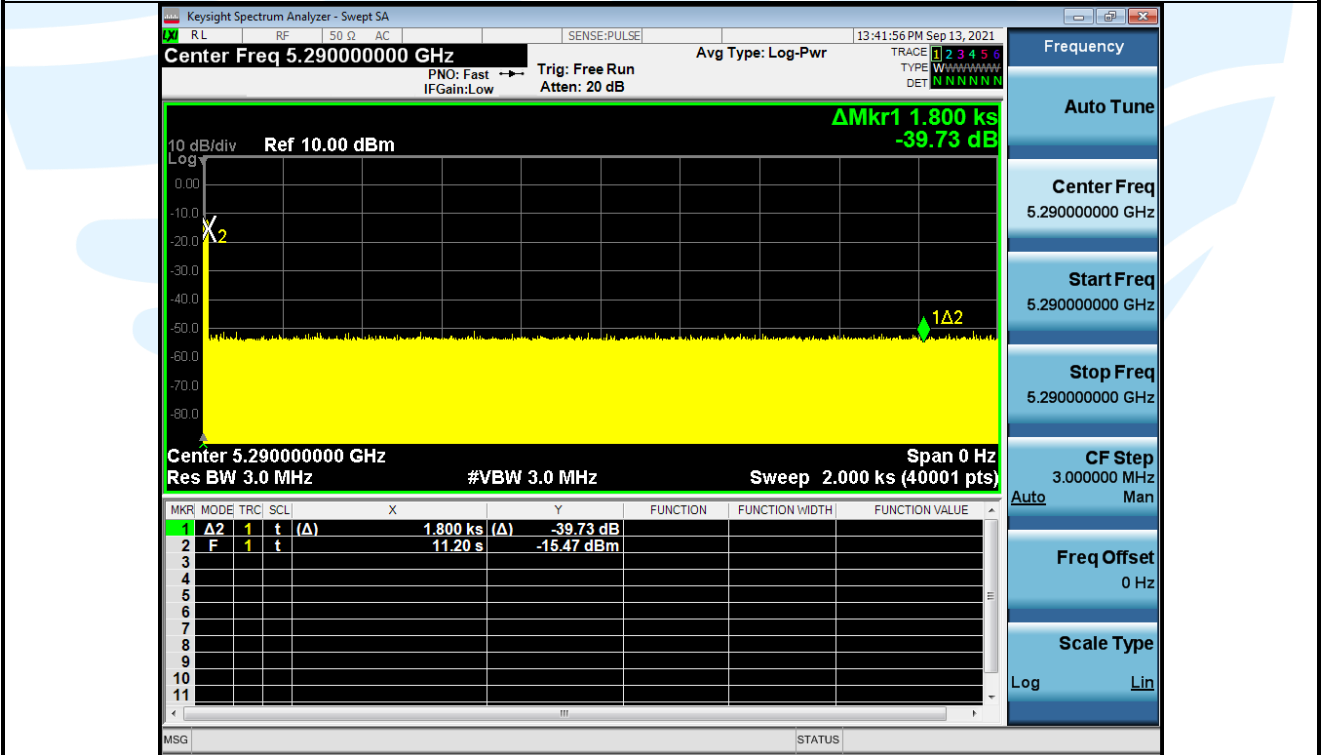 Keysight Spectrum Analyzer - Swept SA
LXI RL RF 50 Ω AC SENSE:PULSE 13:41:56 PM Sep 13, 2021
Center Freq 5.290000000 GHz
PNO: Fast
IFGain:Low
Trig: Free Run
Atten: 20 dB
Avg Type: Log-Pwr
TRACE 1 2 3 4 5 6
TYPE WWWWWW
DET N N N N N N
ΔMkr1 1.800 ks
-39.73 dB
10 dB/div Ref 10.00 dBm
Log
0.00
-10.0
-20.0
-30.0
-40.0
-50.0
-60.0
-70.0
-80.0
X2
1Δ2
Center 5.290000000 GHz Span 0 Hz
Res BW 3.0 MHz #VBW 3.0 MHz Sweep 2.000 ks (40001 pts)
MKR MODE TRC SCL X Y FUNCTION FUNCTION WIDTH FUNCTION VALUE
1 Δ2 1 t (Δ) 1.800 ks (Δ) -39.73 dB
2 F 1 t 11.20 s -15.47 dBm
3
4
5
6
7
8
9
10
11
MSG STATUS
Frequency
Auto Tune
Center Freq
5.290000000 GHz
Start Freq
5.290000000 GHz
Stop Freq
5.290000000 GHz
CF Step
3.000000 MHz
Auto Man
Freq Offset
0 Hz
Scale Type
Log Lin